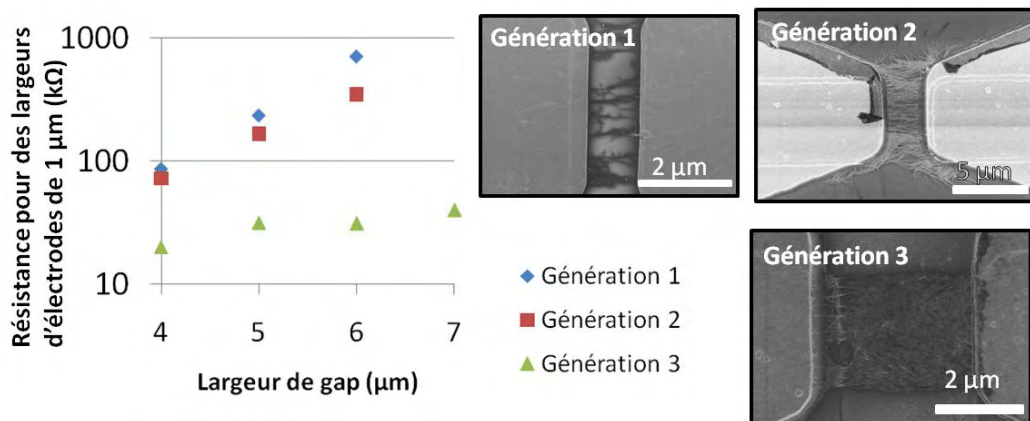 Résistance pour des largeurs
d'électrodes de 1 µm (kΩ)
1000
100
10
4
5
6
7
Largeur de gap (µm)
Génération 1
Génération 2
Génération 3
Génération 1
2 µm
Génération 2
5 µm
Génération 3
2 µm